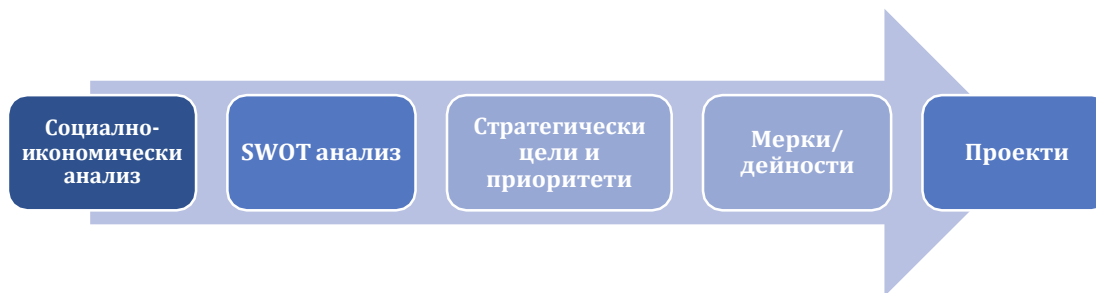 Социално-
икономически
анализ
SWOT анализ
Стратегически
цели и
приоритети
Мерки/
дейности
Проекти